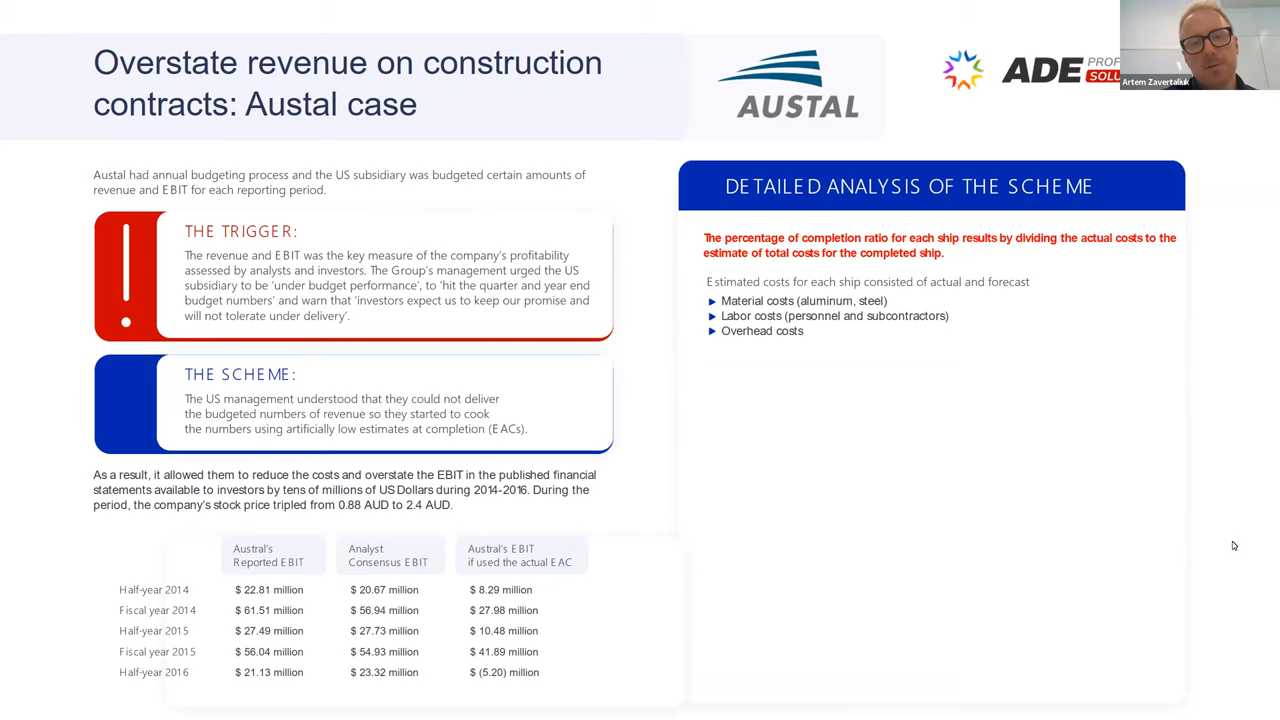 Overstate revenue on construction
contracts: Austal case
AUSTAL
ADE PROF
SOLU
Artem Zavertaliuk
Austal had annual budgeting process and the US subsidiary was budgeted certain amounts of
revenue and EBIT for each reporting period.
THE TRIGGER:
The revenue and EBIT was the key measure of the company's profitability
assessed by analysts and investors. The Group's management urged the US
subsidiary to be 'under budget performance', to 'hit the quarter and year end
budget numbers' and warn that 'investors expect us to keep our promise and
will not tolerate under delivery'.
THE SCHEME:
The US management understood that they could not deliver
the budgeted numbers of revenue so they started to cook
the numbers using artificially low estimates at completion (EACs).
As a result, it allowed them to reduce the costs and overstate the EBIT in the published financial
statements available to investors by tens of millions of US Dollars during 2014-2016. During the
period, the company's stock price tripled from 0.88 AUD to 2.4 AUD.
Austral's Reported EBIT Analyst Consensus EBIT Austral's EBIT if used the actual EAC
Half-year 2014 $ 22.81 million $ 20.67 million $ 8.29 million
Fiscal year 2014 $ 61.51 million $ 56.94 million $ 27.98 million
Half-year 2015 $ 27.49 million $ 27.73 million $ 10.48 million
Fiscal year 2015 $ 56.04 million $ 54.93 million $ 41.89 million
Half-year 2016 $ 21.13 million $ 23.32 million $ (5.20) million
DETAILED ANALYSIS OF THE SCHEME
The percentage of completion ratio for each ship results by dividing the actual costs to the
estimate of total costs for the completed ship.
Estimated costs for each ship consisted of actual and forecast
Material costs (aluminum, steel)
Labor costs (personnel and subcontractors)
Overhead costs